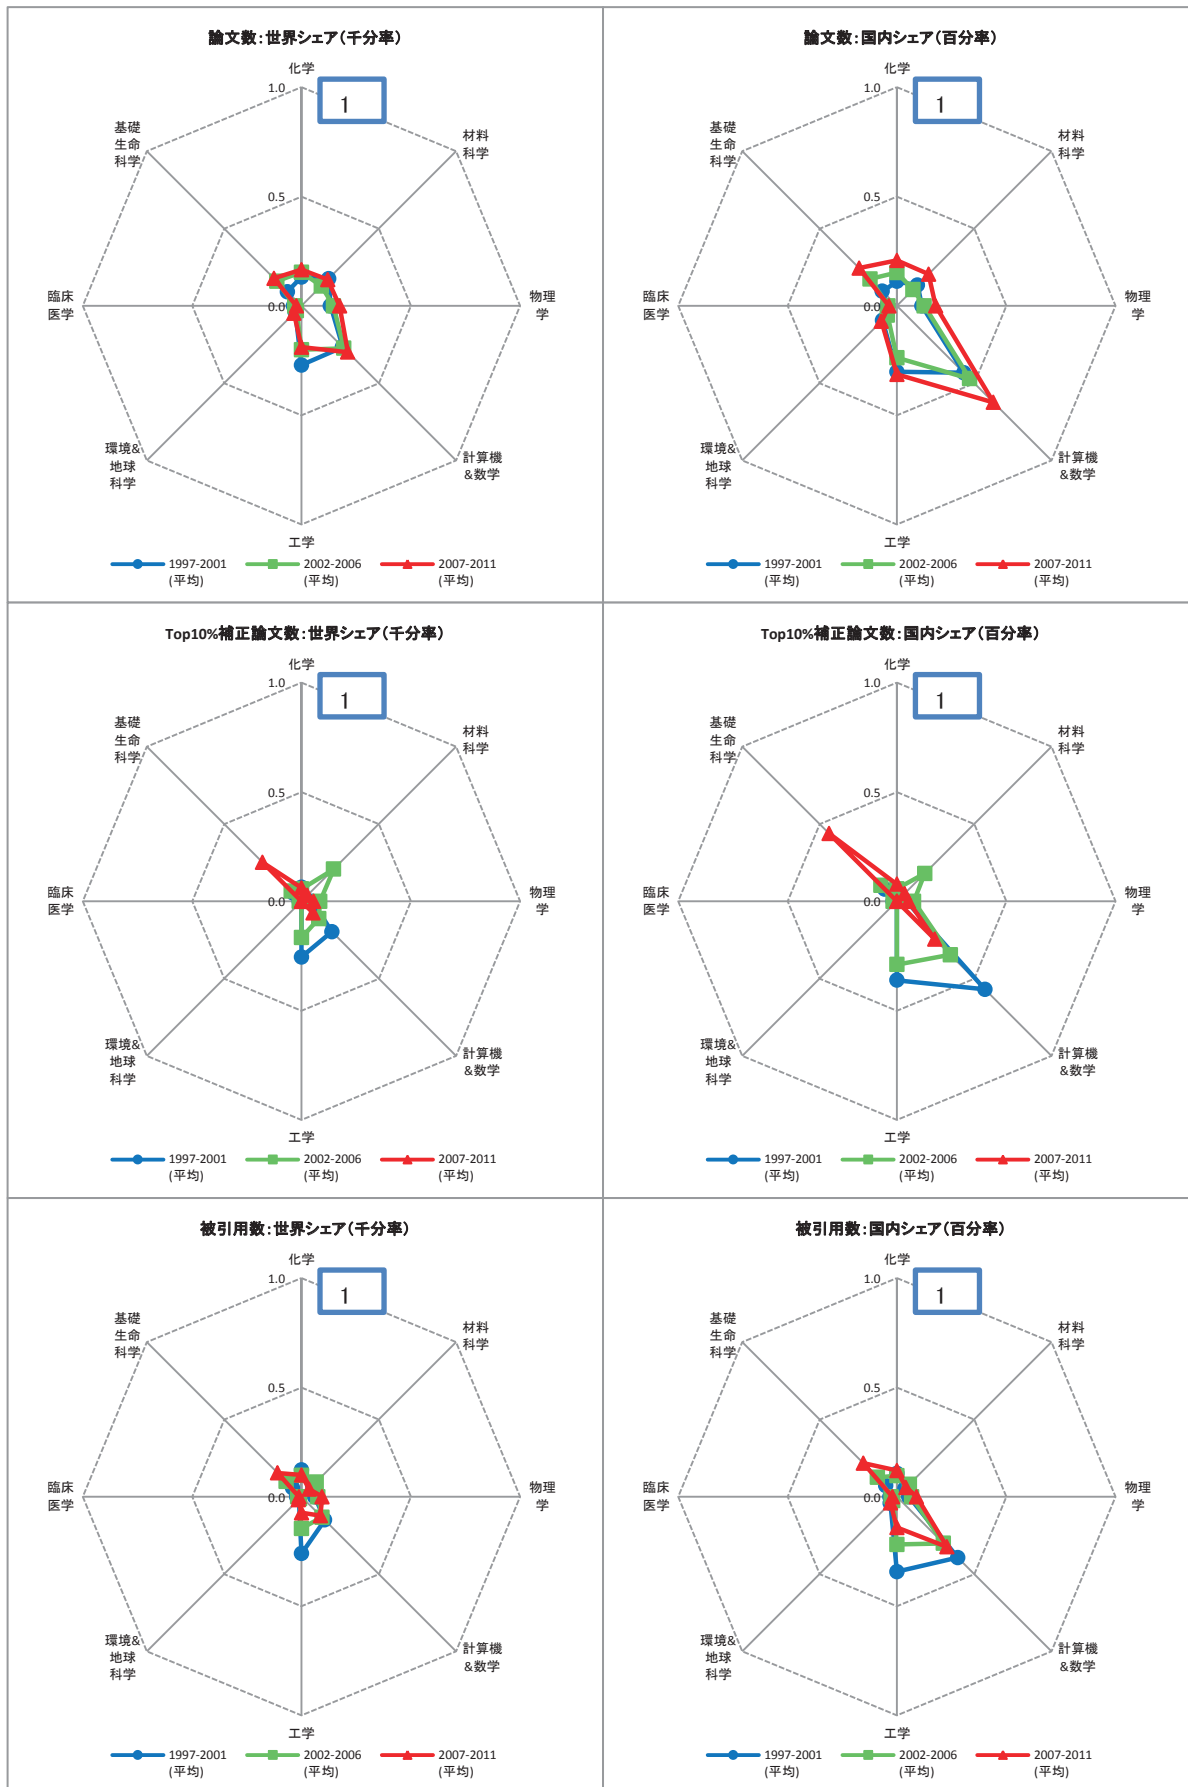 論文数:世界シェア(千分率)
化学
1.0
1
基礎
生命
科学
材料
科学
0.5
臨床
医学
0.0
物理
学
環境&
地球
科学
計算機
&数学
工学
1997-2001
(平均)
2002-2006
(平均)
2007-2011
(平均)
論文数:国内シェア(百分率)
化学
1.0
1
基礎
生命
科学
材料
科学
0.5
臨床
医学
0.0
物理
学
環境&
地球
科学
計算機
&数学
工学
1997-2001
(平均)
2002-2006
(平均)
2007-2011
(平均)
Top10%補正論文数:世界シェア(千分率)
化学
1.0
1
基礎
生命
科学
材料
科学
0.5
臨床
医学
0.0
物理
学
環境&
地球
科学
計算機
&数学
工学
1997-2001
(平均)
2002-2006
(平均)
2007-2011
(平均)
Top10%補正論文数:国内シェア(百分率)
化学
1.0
1
基礎
生命
科学
材料
科学
0.5
臨床
医学
0.0
物理
学
環境&
地球
科学
計算機
&数学
工学
1997-2001
(平均)
2002-2006
(平均)
2007-2011
(平均)
被引用数:世界シェア(千分率)
化学
1.0
1
基礎
生命
科学
材料
科学
0.5
臨床
医学
0.0
物理
学
環境&
地球
科学
計算機
&数学
工学
1997-2001
(平均)
2002-2006
(平均)
2007-2011
(平均)
被引用数:国内シェア(百分率)
化学
1.0
1
基礎
生命
科学
材料
科学
0.5
臨床
医学
0.0
物理
学
環境&
地球
科学
計算機
&数学
工学
1997-2001
(平均)
2002-2006
(平均)
2007-2011
(平均)